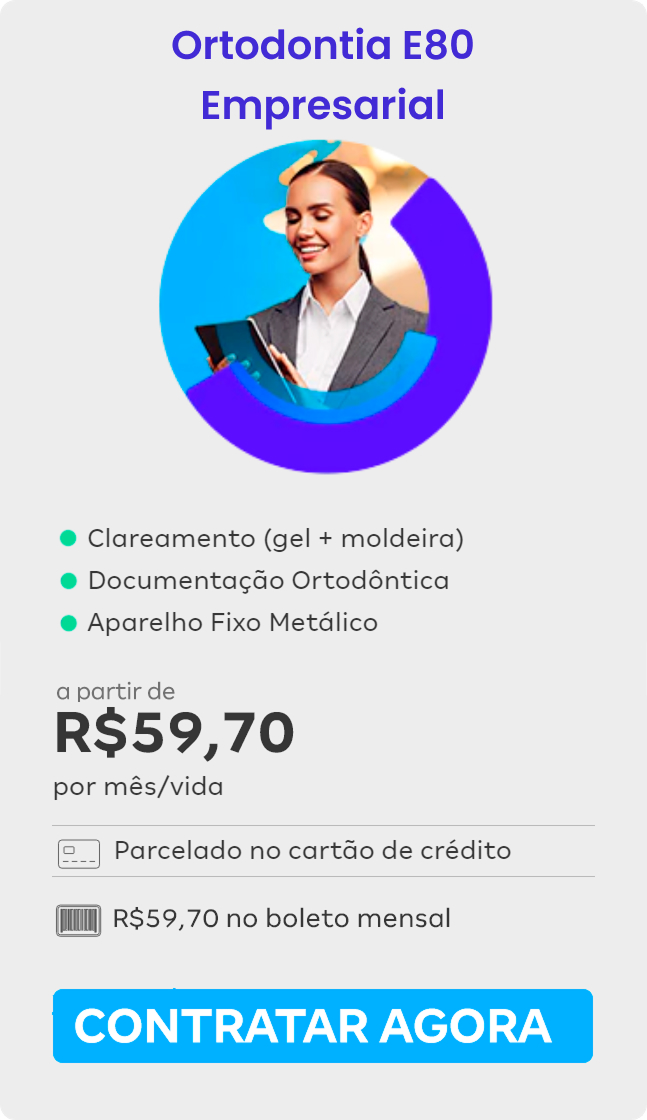 Ortodontia E80
Empresarial
Clareamento (gel + moldeira)
Documentação Ortodôntica
Aparelho Fixo Metálico
a partir de
R$59,70
por mês/vida
Parcelado no cartão de crédito
R$59,70 no boleto mensal
CONTRATAR AGORA